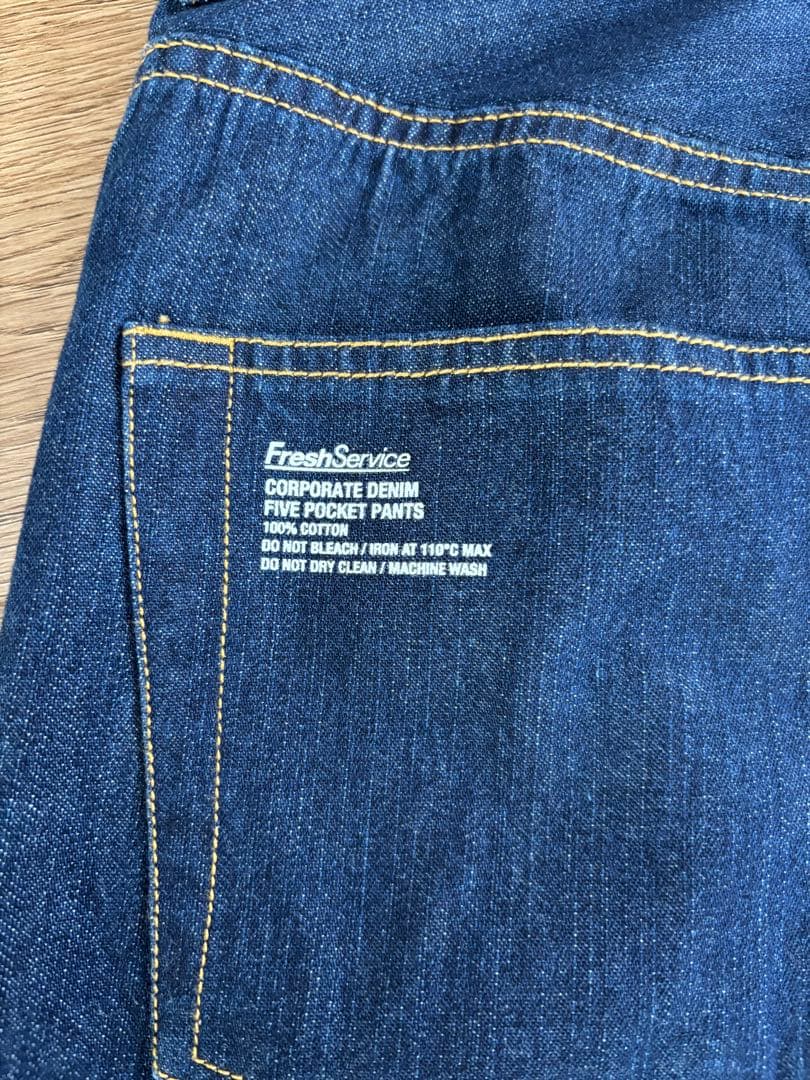 FreshService
CORPORATE DENIM
FIVE POCKET PANTS
100% COTTON
DO NOT BLEACH / IRON AT 110°C MAX
DO NOT DRY CLEAN / MACHINE WASH